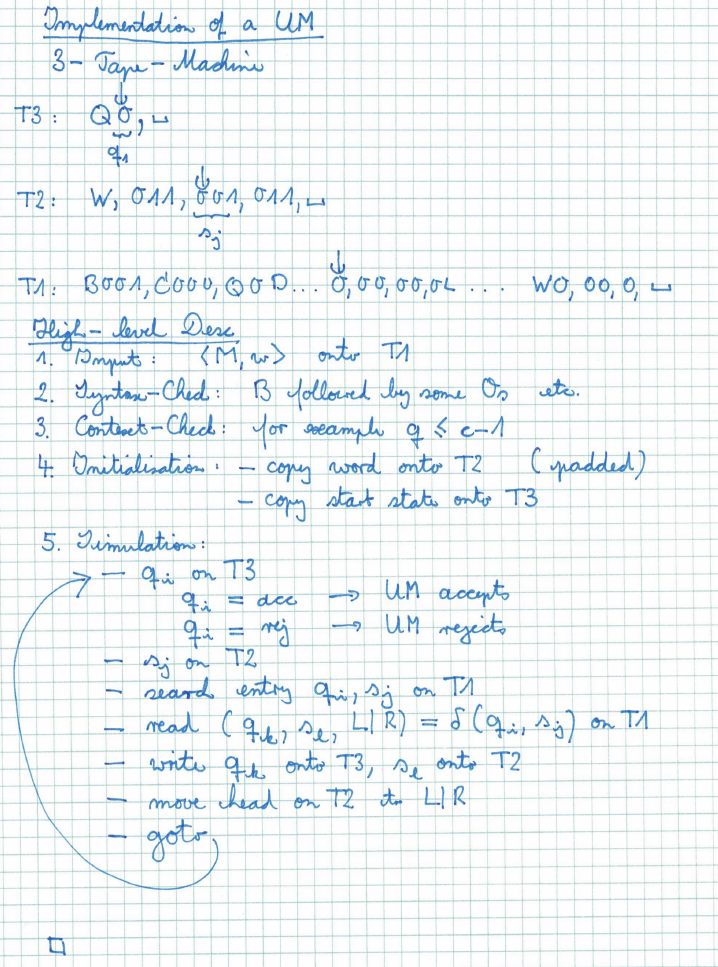 Implementation of a UM
3-Tape-Machine
↓
T3: Q0, ⊔
q₁
↓
T2: W, 011, 001, 011, ⊔
sⱼ
↓
T1: B001, C000, Q0D... 0,00,00,0L ... W0, 00, 0, ⊔
High-level Desc
1. Input: ⟨M, w⟩ onto T1
2. Syntax-Check: B followed by some 0s etc.
3. Context-Check: for example q ≤ c-1
4. Initialisation: - copy word onto T2 (padded)
- copy start state onto T3
5. Simulation:
- qᵢ on T3
qᵢ = acc → UM accepts
qᵢ = rej → UM rejects
- sⱼ on T2
- search entry qᵢ, sⱼ on T1
- read (qₖ, sₗ, L|R) = δ(qᵢ, sⱼ) on T1
- write qₖ onto T3, sₗ onto T2
- move head on T2 to L|R
- goto
□